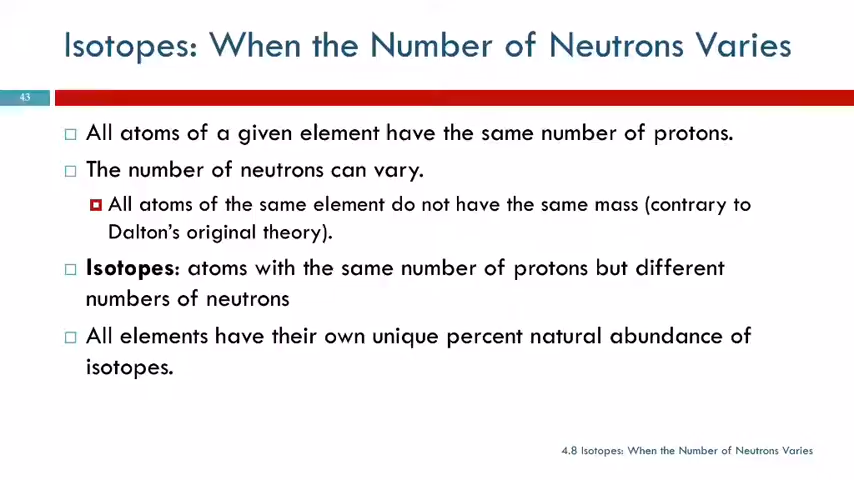 Isotopes: When the Number of Neutrons Varies
43
All atoms of a given element have the same number of protons.
The number of neutrons can vary.
All atoms of the same element do not have the same mass (contrary to
Dalton's original theory).
Isotopes: atoms with the same number of protons but different
numbers of neutrons
All elements have their own unique percent natural abundance of
isotopes.
4.8 Isotopes: When the Number of Neutrons Varies